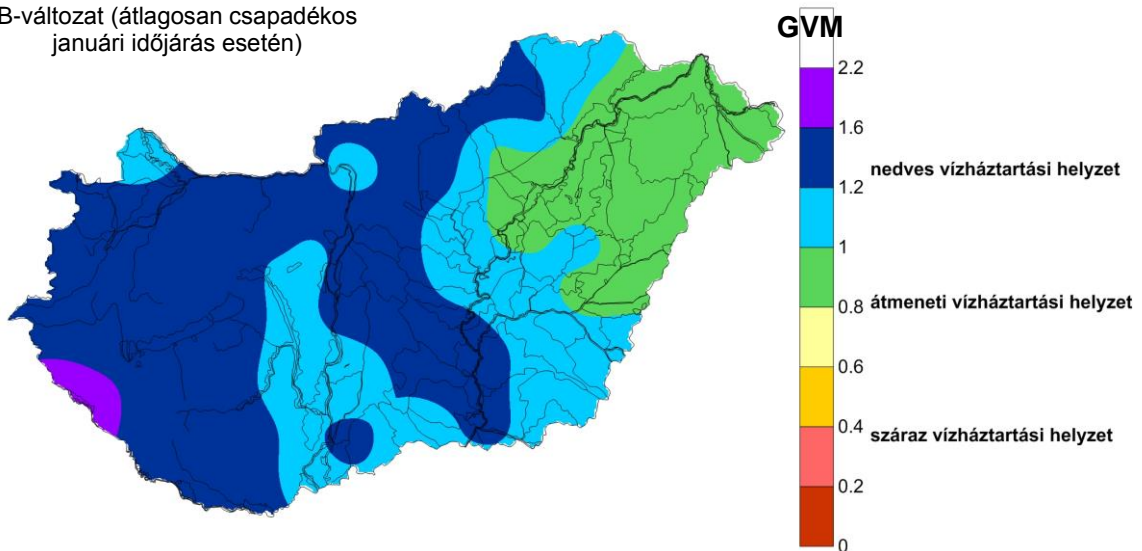 B-változat (átlagosan csapadékos
januári időjárás esetén)
GVM
2.2
1.6
nedves vízháztartási helyzet
1.2
1
átmeneti vízháztartási helyzet
0.8
0.6
0.4
száraz vízháztartási helyzet
0.2
0